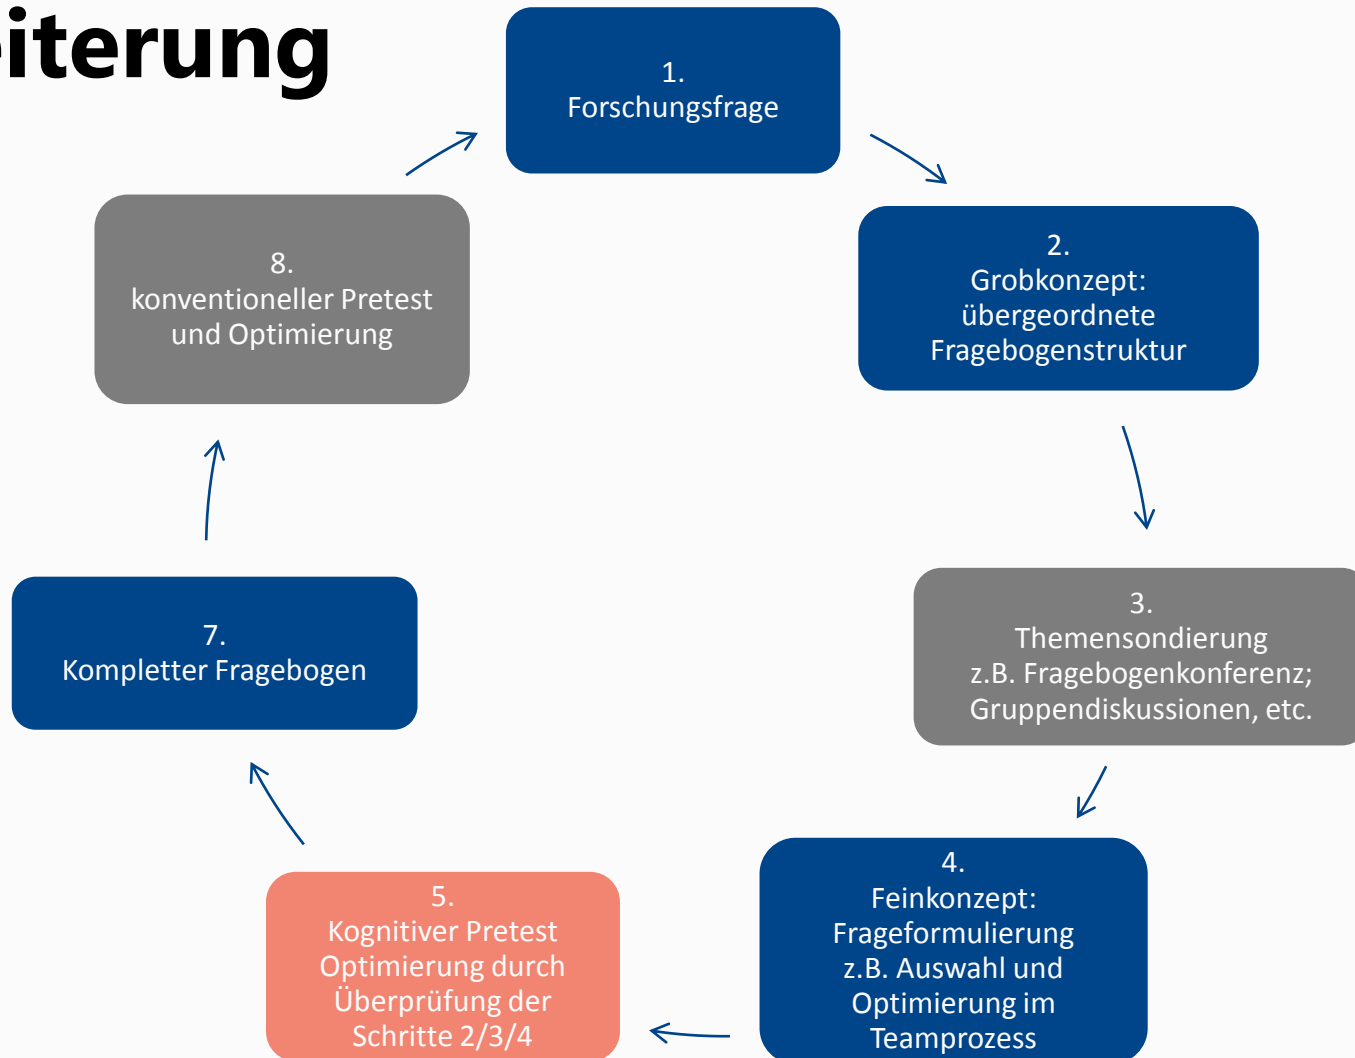 eiterung
1.
Forschungsfrage
2.
Grobkonzept:
übergeordnete
Fragebogenstruktur
3.
Themensondierung
z.B. Fragebogenkonferenz;
Gruppendiskussionen, etc.
4.
Feinkonzept:
Frageformulierung
z.B. Auswahl und
Optimierung im
Teamprozess
5.
Kognitiver Pretest
Optimierung durch
Überprüfung der
Schritte 2/3/4
7.
Kompletter Fragebogen
8.
konventioneller Pretest
und Optimierung